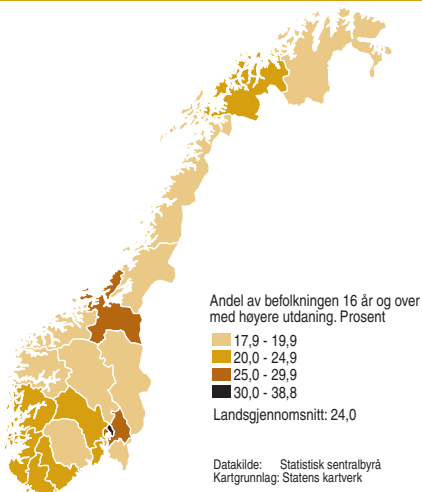 Andel av befolkningen 16 år og over
med høyere utdaning. Prosent
17,9 - 19,9
20,0 - 24,9
25,0 - 29,9
30,0 - 38,8
Landsgjennomsnitt: 24,0
Datakilde: Statistisk sentralbyrå
Kartgrunnlag: Statens kartverk